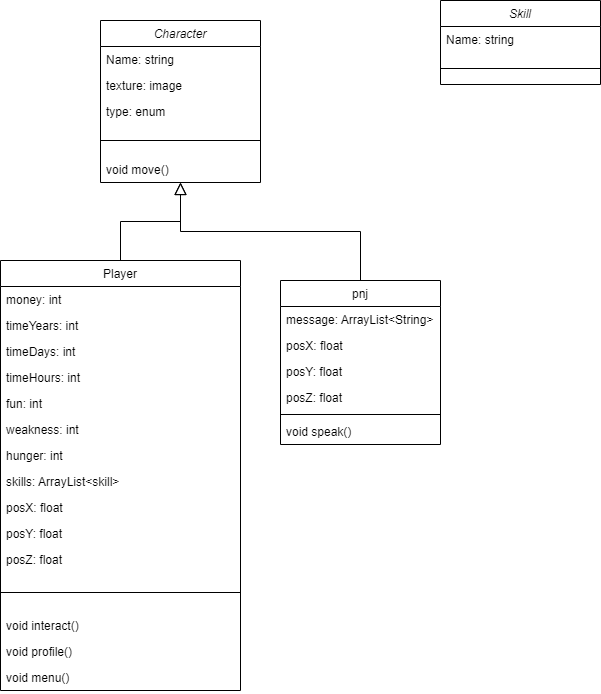 Character
Name: string
texture: image
type: enum
void move()
Skill
Name: string
Player
money: int
timeYears: int
timeDays: int
timeHours: int
fun: int
weakness: int
hunger: int
skills: ArrayList<skill>
posX: float
posY: float
posZ: float
void interact()
void profile()
void menu()
pnj
message: ArrayList<String>
posX: float
posY: float
posZ: float
void speak()